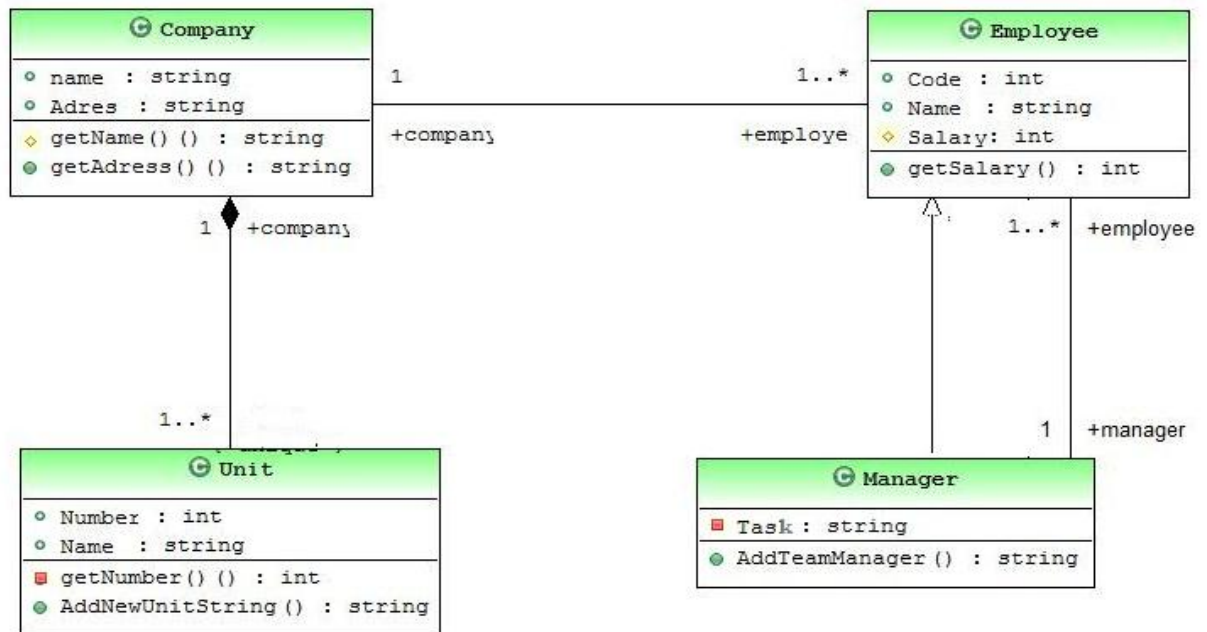 Company
name : string
Adres : string
getName()() : string
getAdress()() : string
1
+company
1..*
+employe
Employee
Code : int
Name : string
Salary: int
getSalary() : int
1 +company
1..*
Unit
Number : int
Name : string
getNumber()() : int
AddNewUnitString() : string
1..* +employee
1 +manager
Manager
Task : string
AddTeamManager() : string